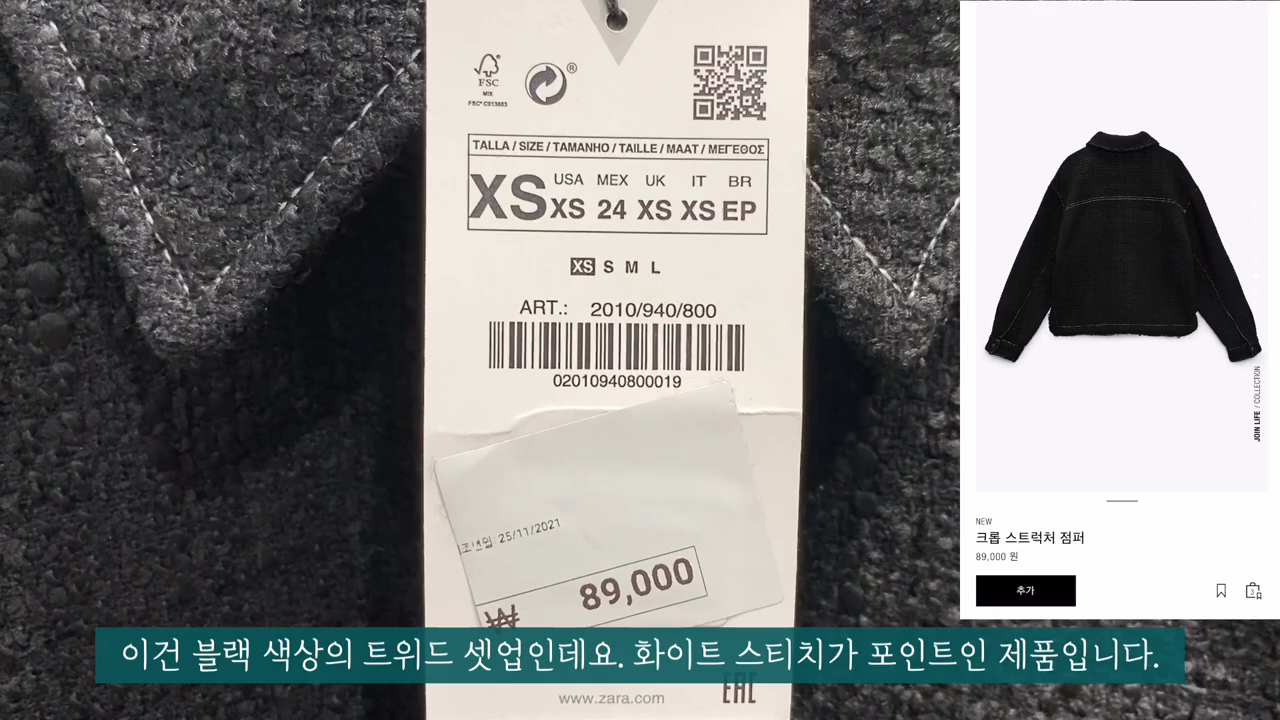 FSC
MIX
FSC® C013603
®
TALLA / SIZE / TAMANHO / TAILLE / MAAT / ΜΕΓΕΘΟΣ
XS
USA MEX UK IT BR
XS 24 XS XS EP
XS S M L
ART.: 2010/940/800
02010940800019
25/11/2021
₩ 89,000
www.zara.com
EAC
JOIN LIFE / COLLECTION
NEW
크롭 스트럭처 점퍼
89,000 원
추가
이건 블랙 색상의 트위드 셋업인데요. 화이트 스티치가 포인트인 제품입니다.